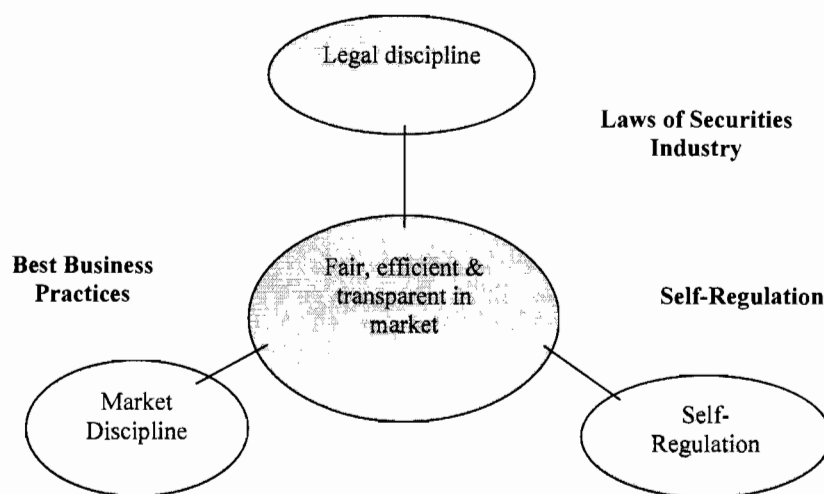 Legal discipline
Laws of Securities
Industry
Best Business
Practices
Fair, efficient &
transparent in
market
Self-Regulation
Market
Discipline
Self-
Regulation